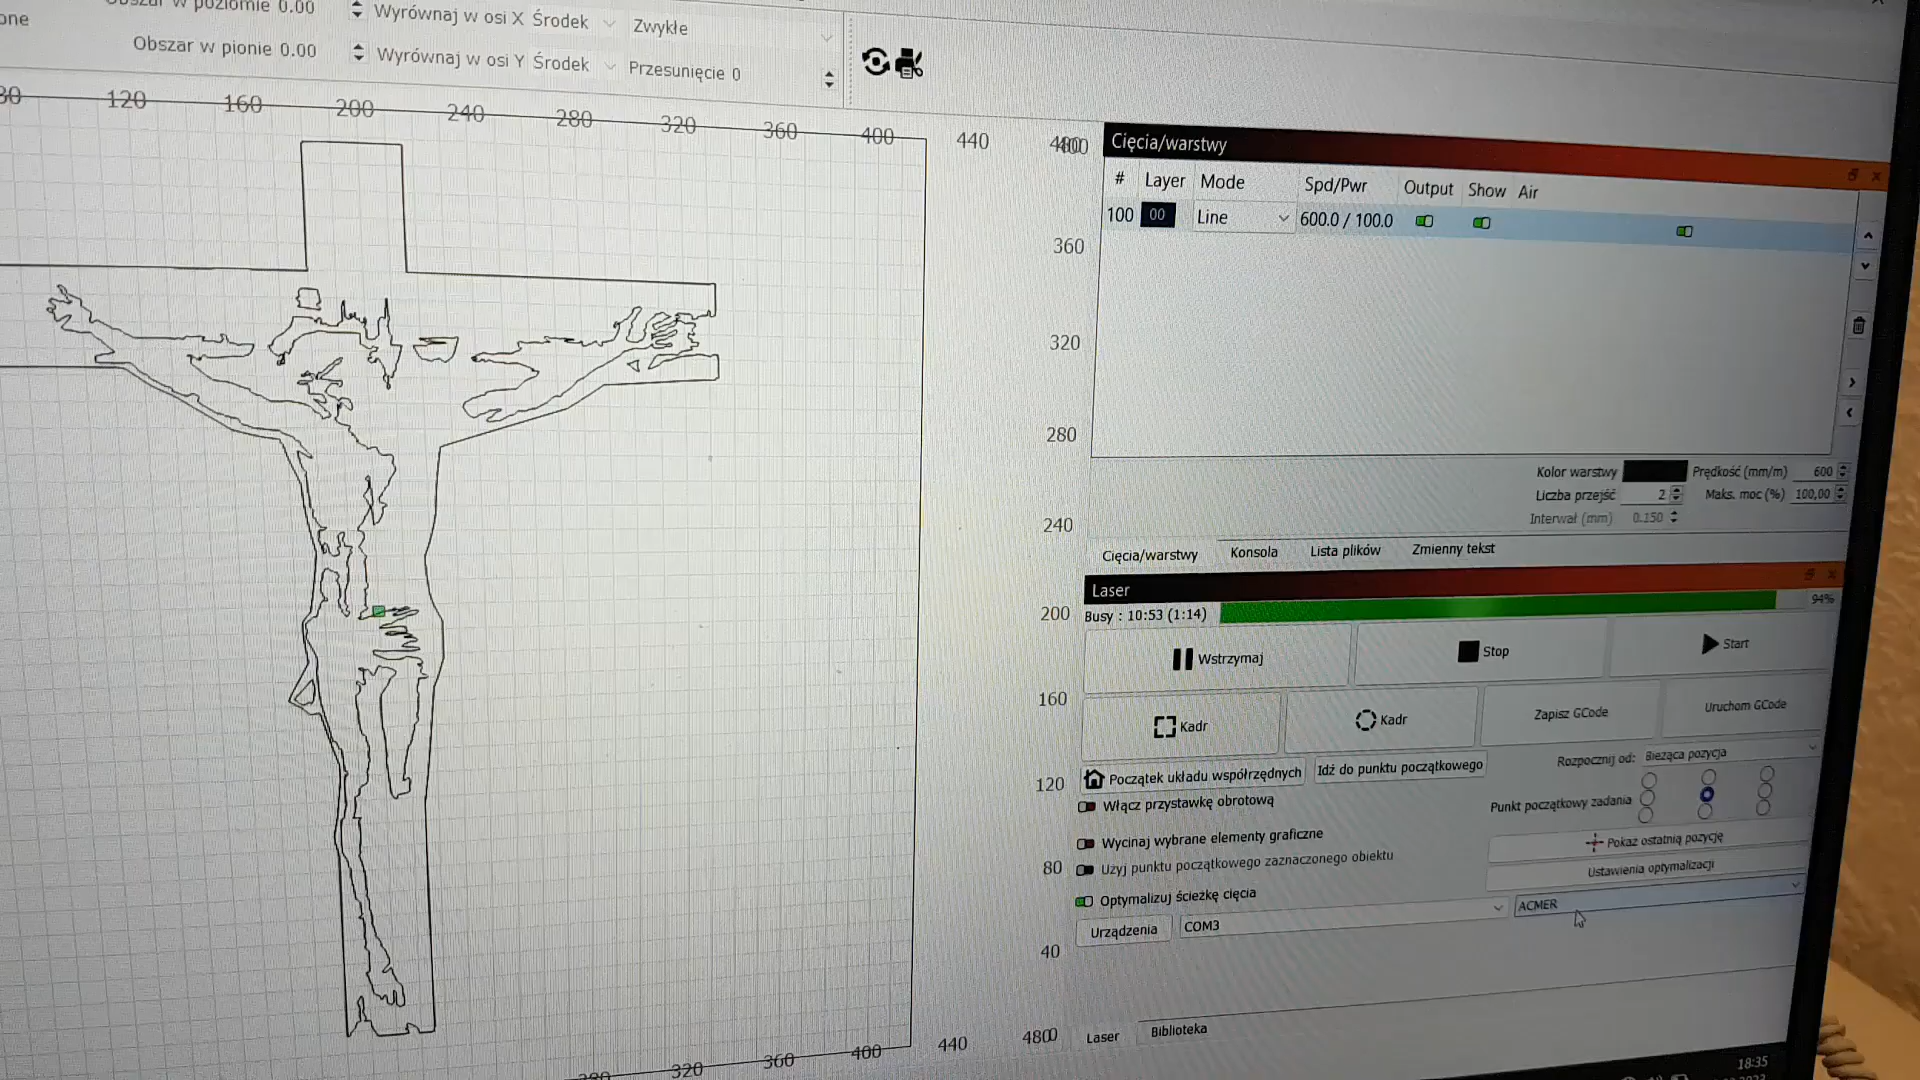 one
Obszar w poziomie 0.00
Wyrównaj w osi X Środek
Zwykłe
Obszar w pionie 0.00
Wyrównaj w osi Y Środek
Przesunięcie 0
120 160 200 240 280 320 360 400 440
Cięcia/warstwy
# Layer Mode Spd/Pwr Output Show Air
100 00 Line 600.0 / 100.0
360
320
280
240
200
160
120
80
40
Kolor warstwy
Prędkość (mm/m) 600
Liczba przejść 2
Maks. moc (%) 100,00
Interwał (mm) 0.150
Cięcia/warstwy Konsola Lista plików Zmienny tekst
Laser
Busy : 10:53 (1:14)
94%
Wstrzymaj
Stop
Start
Kadr
Kadr
Zapisz GCode
Uruchom GCode
Początek układu współrzędnych
Idź do punktu początkowego
Rozpocznij od: Bieżąca pozycja
Włącz przystawkę obrotową
Punkt początkowy zadania
Wycinaj wybrane elementy graficzne
Pokaż ostatnią pozycję
Użyj punktu początkowego zaznaczonego obiektu
Ustawienia optymalizacji
Optymalizuj ścieżkę cięcia
Urządzenia
COM3
ACMER
Laser Biblioteka
320 360 400 440
18:35